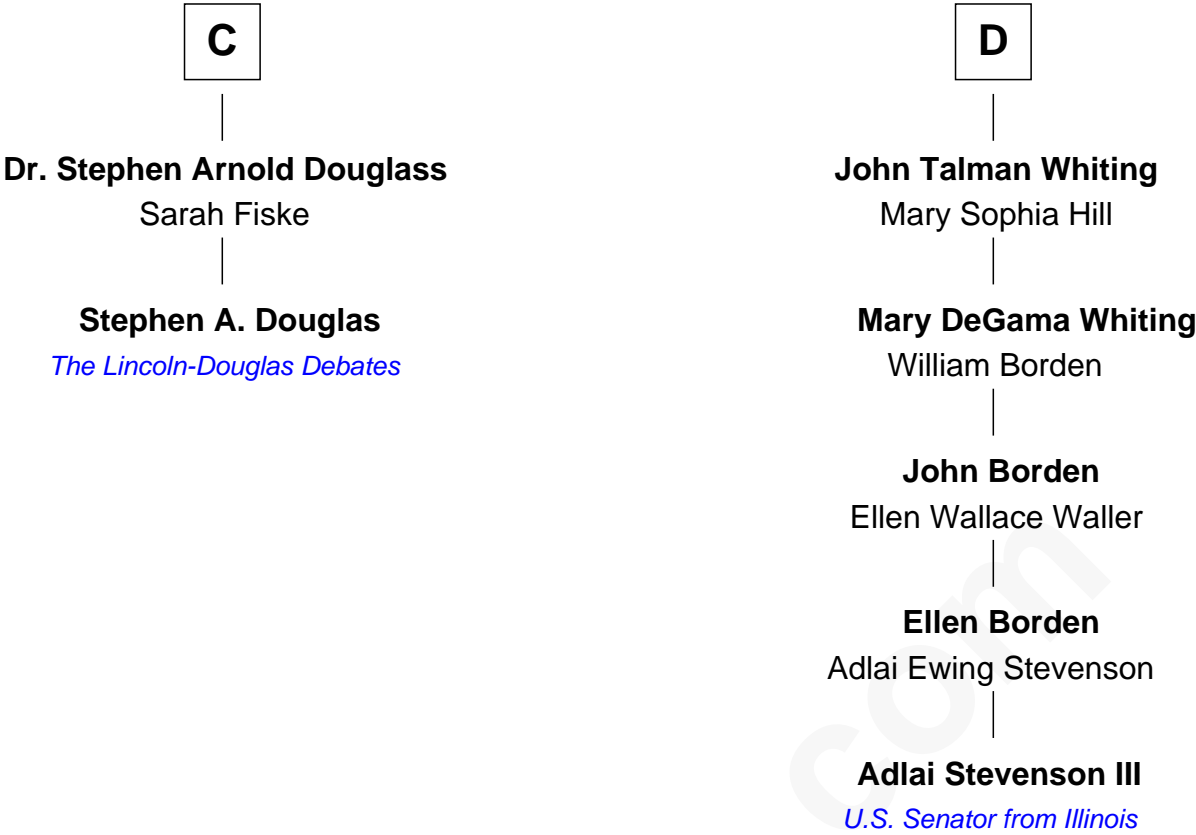 C
Dr. Stephen Arnold Douglass
Sarah Fiske
Stephen A. Douglas
The Lincoln-Douglas Debates
D
John Talman Whiting
Mary Sophia Hill
Mary DeGama Whiting
William Borden
John Borden
Ellen Wallace Waller
Ellen Borden
Adlai Ewing Stevenson
Adlai Stevenson III
U.S. Senator from Illinois
com